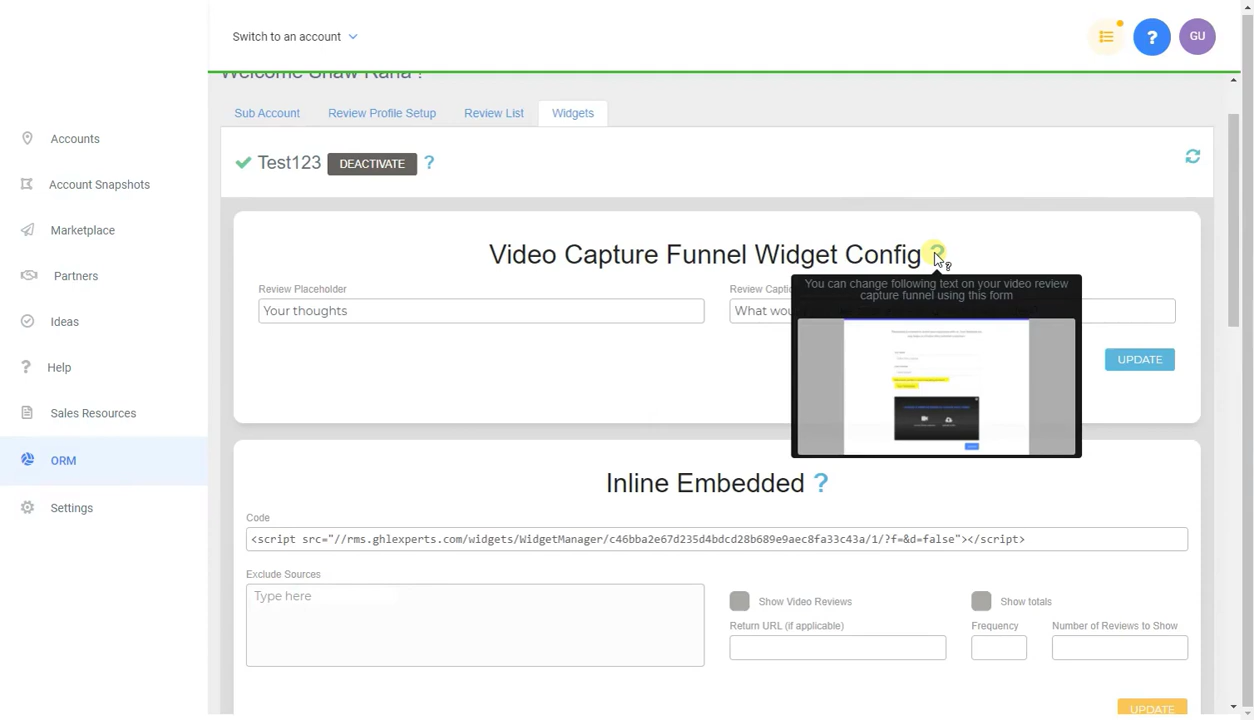 Switch to an account
?
GU
Welcome Shaw Rana !
Sub Account
Review Profile Setup
Review List
Widgets
Accounts
Account Snapshots
Marketplace
Partners
Ideas
? Help
Sales Resources
ORM
Settings
Test123 DEACTIVATE ?
Video Capture Funnel Widget Config ?
Review Placeholder
Your thoughts
Review Capti
What wou
You can change following text on your video review
capture funnel using this form
UPDATE
Inline Embedded ?
Code
<script src="//rms.ghlexperts.com/widgets/WidgetManager/c46bba2e67d235d4bdcd28b689e9aec8fa33c43a/1/?f=&d=false"></script>
Exclude Sources
Type here
Show Video Reviews
Show totals
Return URL (if applicable)
Frequency
Number of Reviews to Show
UPDATE